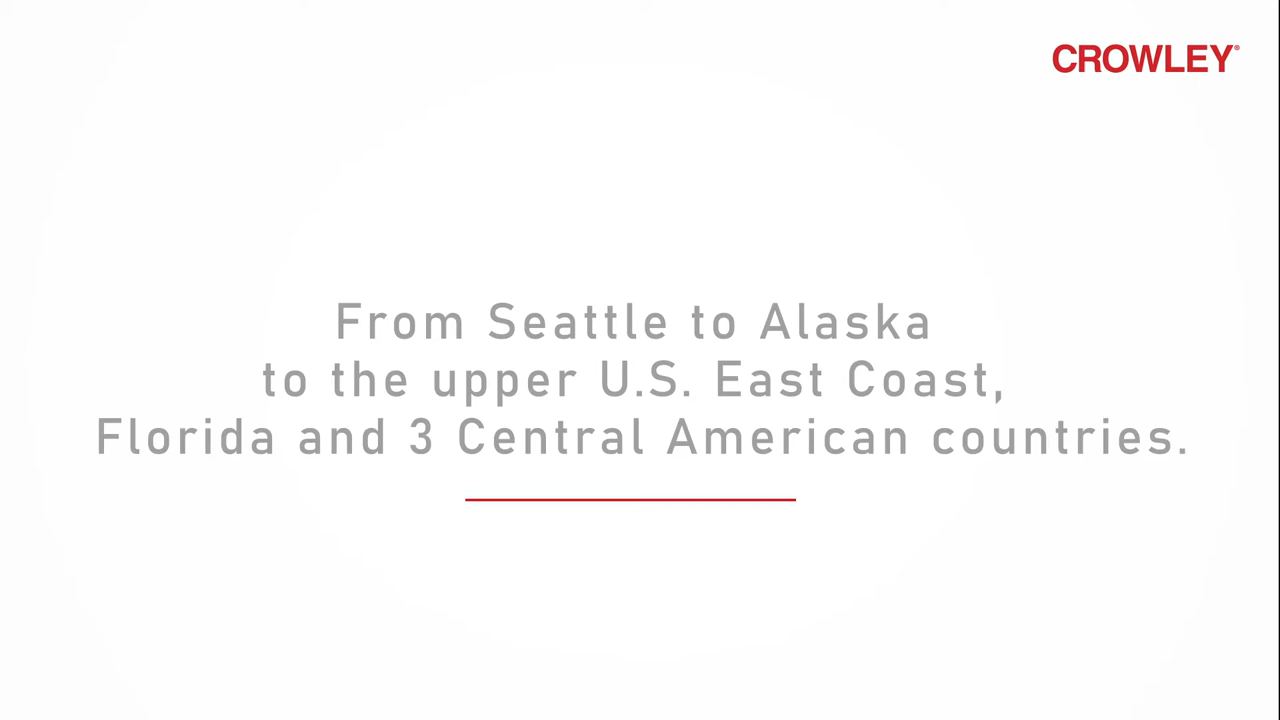 CROWLEY®
From Seattle to Alaska
to the upper U.S. East Coast,
Florida and 3 Central American countries.